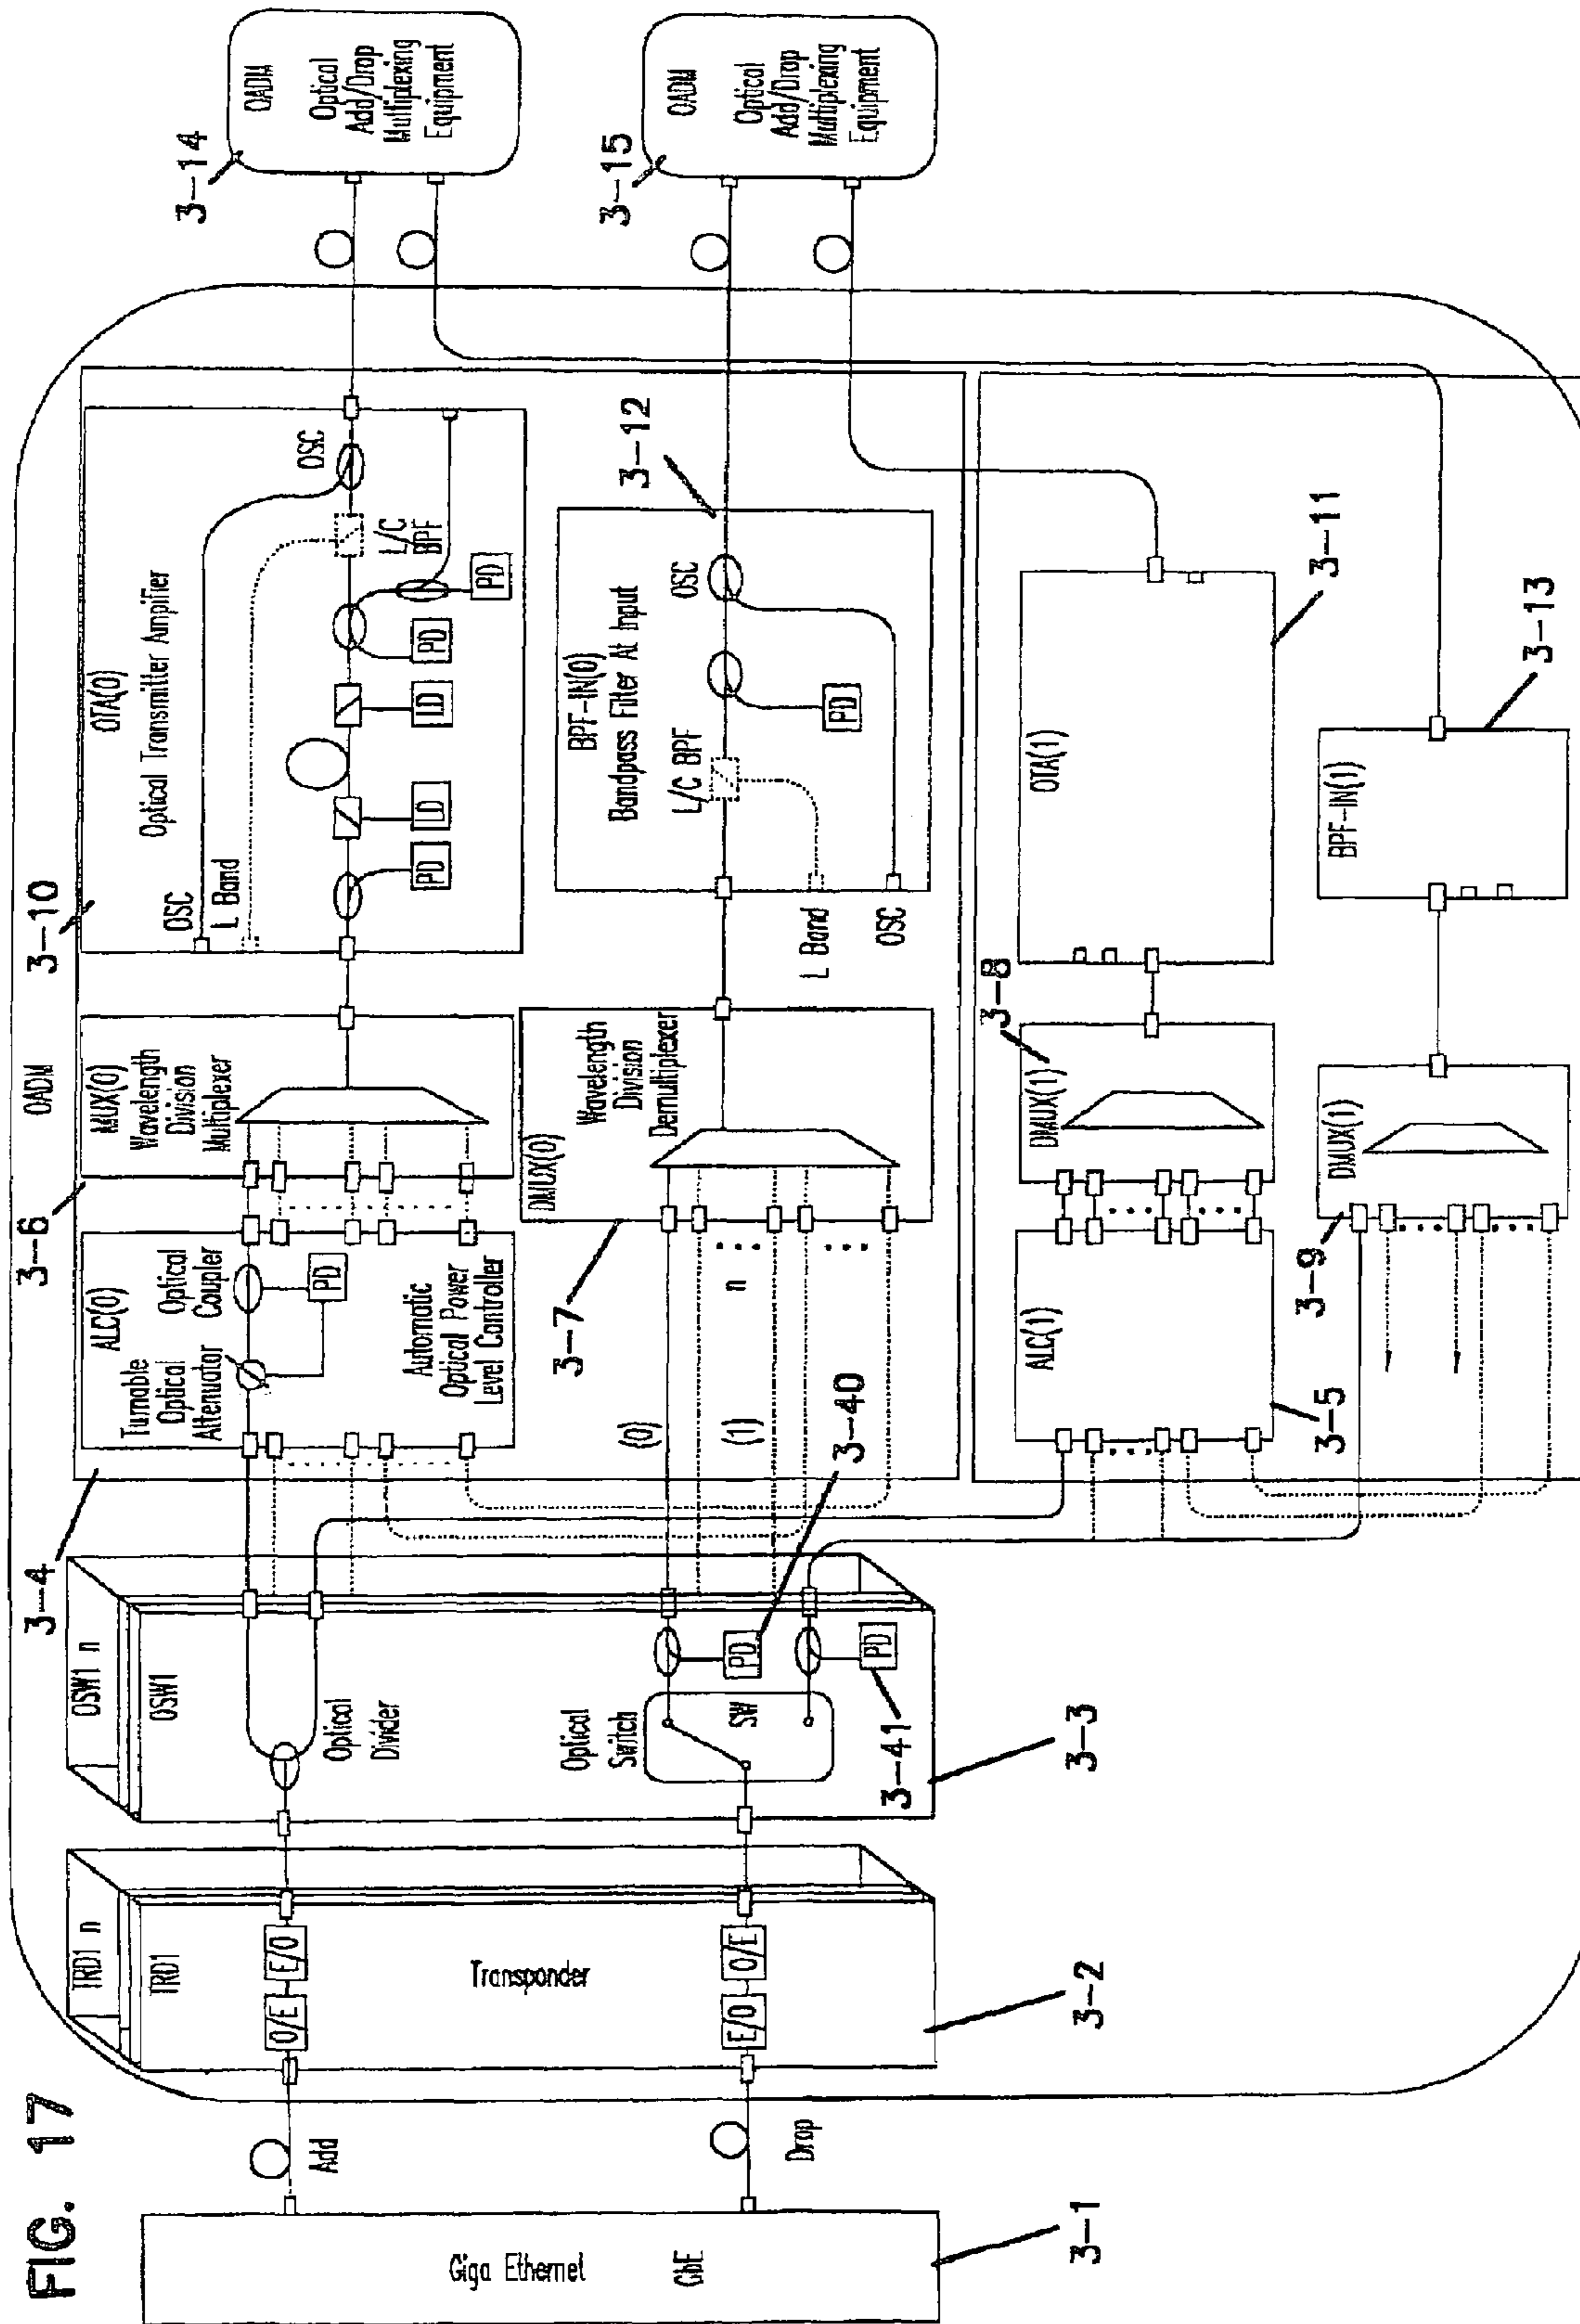 FIG. 17
Giga Ethernet
GbE
3-1
Add
Drop
TRD1 n
TRD1
O/E
E/O
Transponder
E/O
O/E
3-2
OSW1 n
OSW1
Optical
Divider
Optical
Switch
SW
PD
PD
3-40
3-41
3-3
OADM
3-4
ALC(0)
Turnable
Optical
Attenuator
Optical
Coupler
PD
Automatic
Optical Power
Level Controller
3-6
MUX(0)
Wavelength
Division
Multiplexer
3-7
DMUX(0)
Wavelength
Division
Demultiplexer
(0)
(1)
n
3-10
OTA(0)
Optical Transmitter Amplifier
OSC
L Band
PD
LD
LD
PD
PD
L/C
BPF
OSC
3-12
BPF-IN(0)
Bandpass Filter At Input
L/C BPF
PD
OSC
L Band
OSC
ALC(1)
3-5
DMUX(1)
3-8
OTA(1)
3-11
DMUX(1)
3-9
BPF-IN(1)
3-13
3-14
OADM
Optical
Add/Drop
Multiplexing
Equipment
3-15
OADM
Optical
Add/Drop
Multiplexing
Equipment